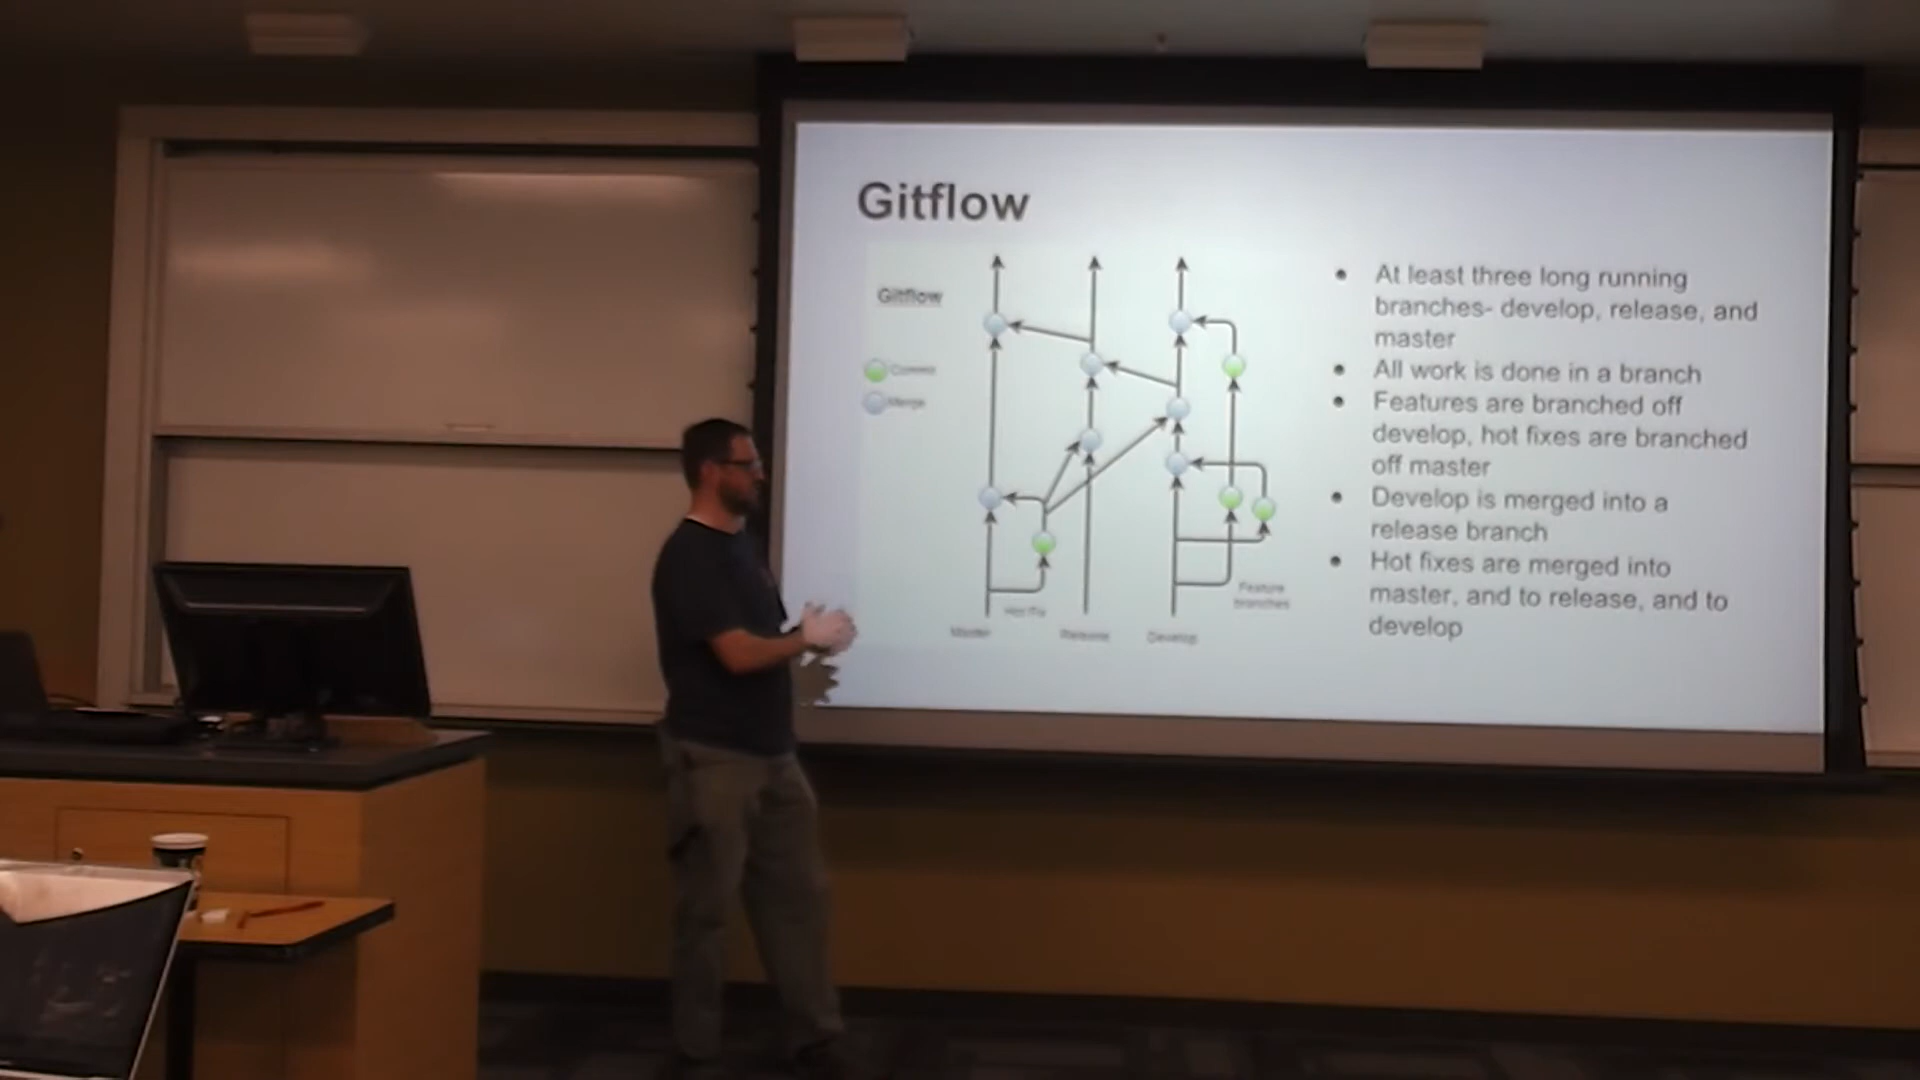 Gitflow
Gitflow
Commit
Merge
Hot Fix
Feature
branches
Master
Release
Develop
• At least three long running
branches- develop, release, and
master
• All work is done in a branch
• Features are branched off
develop, hot fixes are branched
off master
• Develop is merged into a
release branch
• Hot fixes are merged into
master, and to release, and to
develop